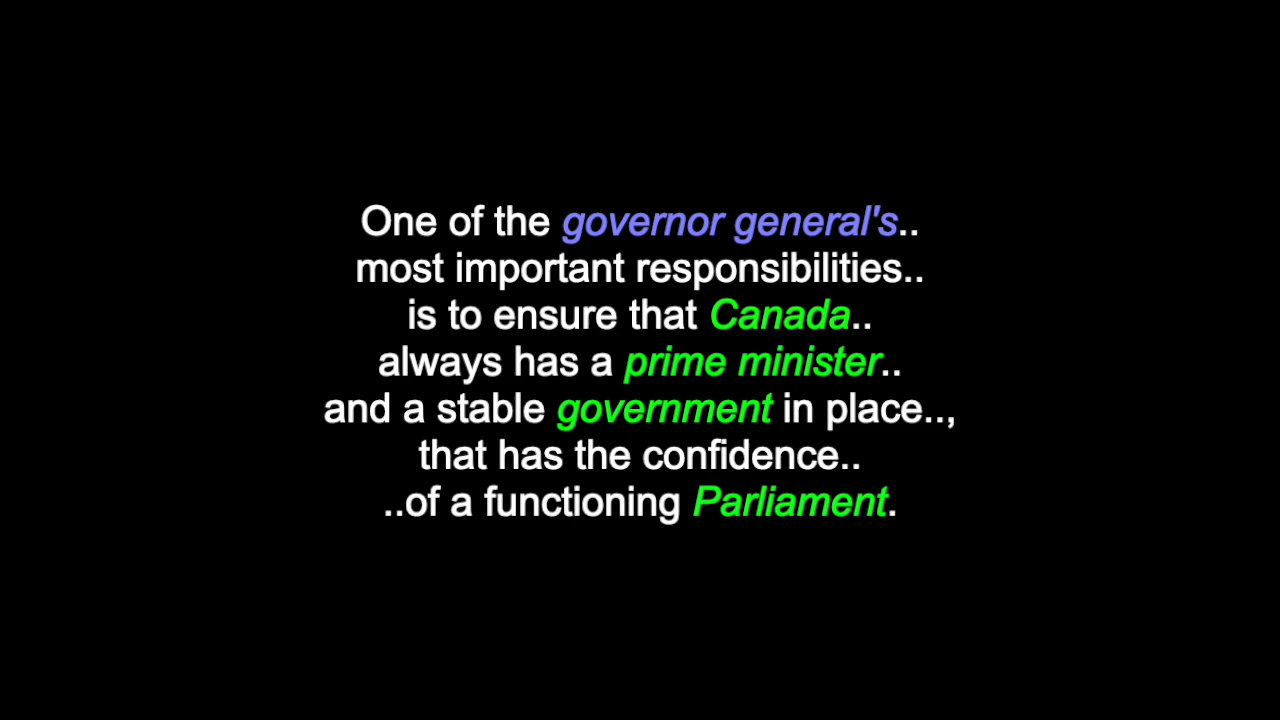 One of the governor general's..
most important responsibilities..
is to ensure that Canada..
always has a prime minister..
and a stable government in place..,
that has the confidence..
..of a functioning Parliament.